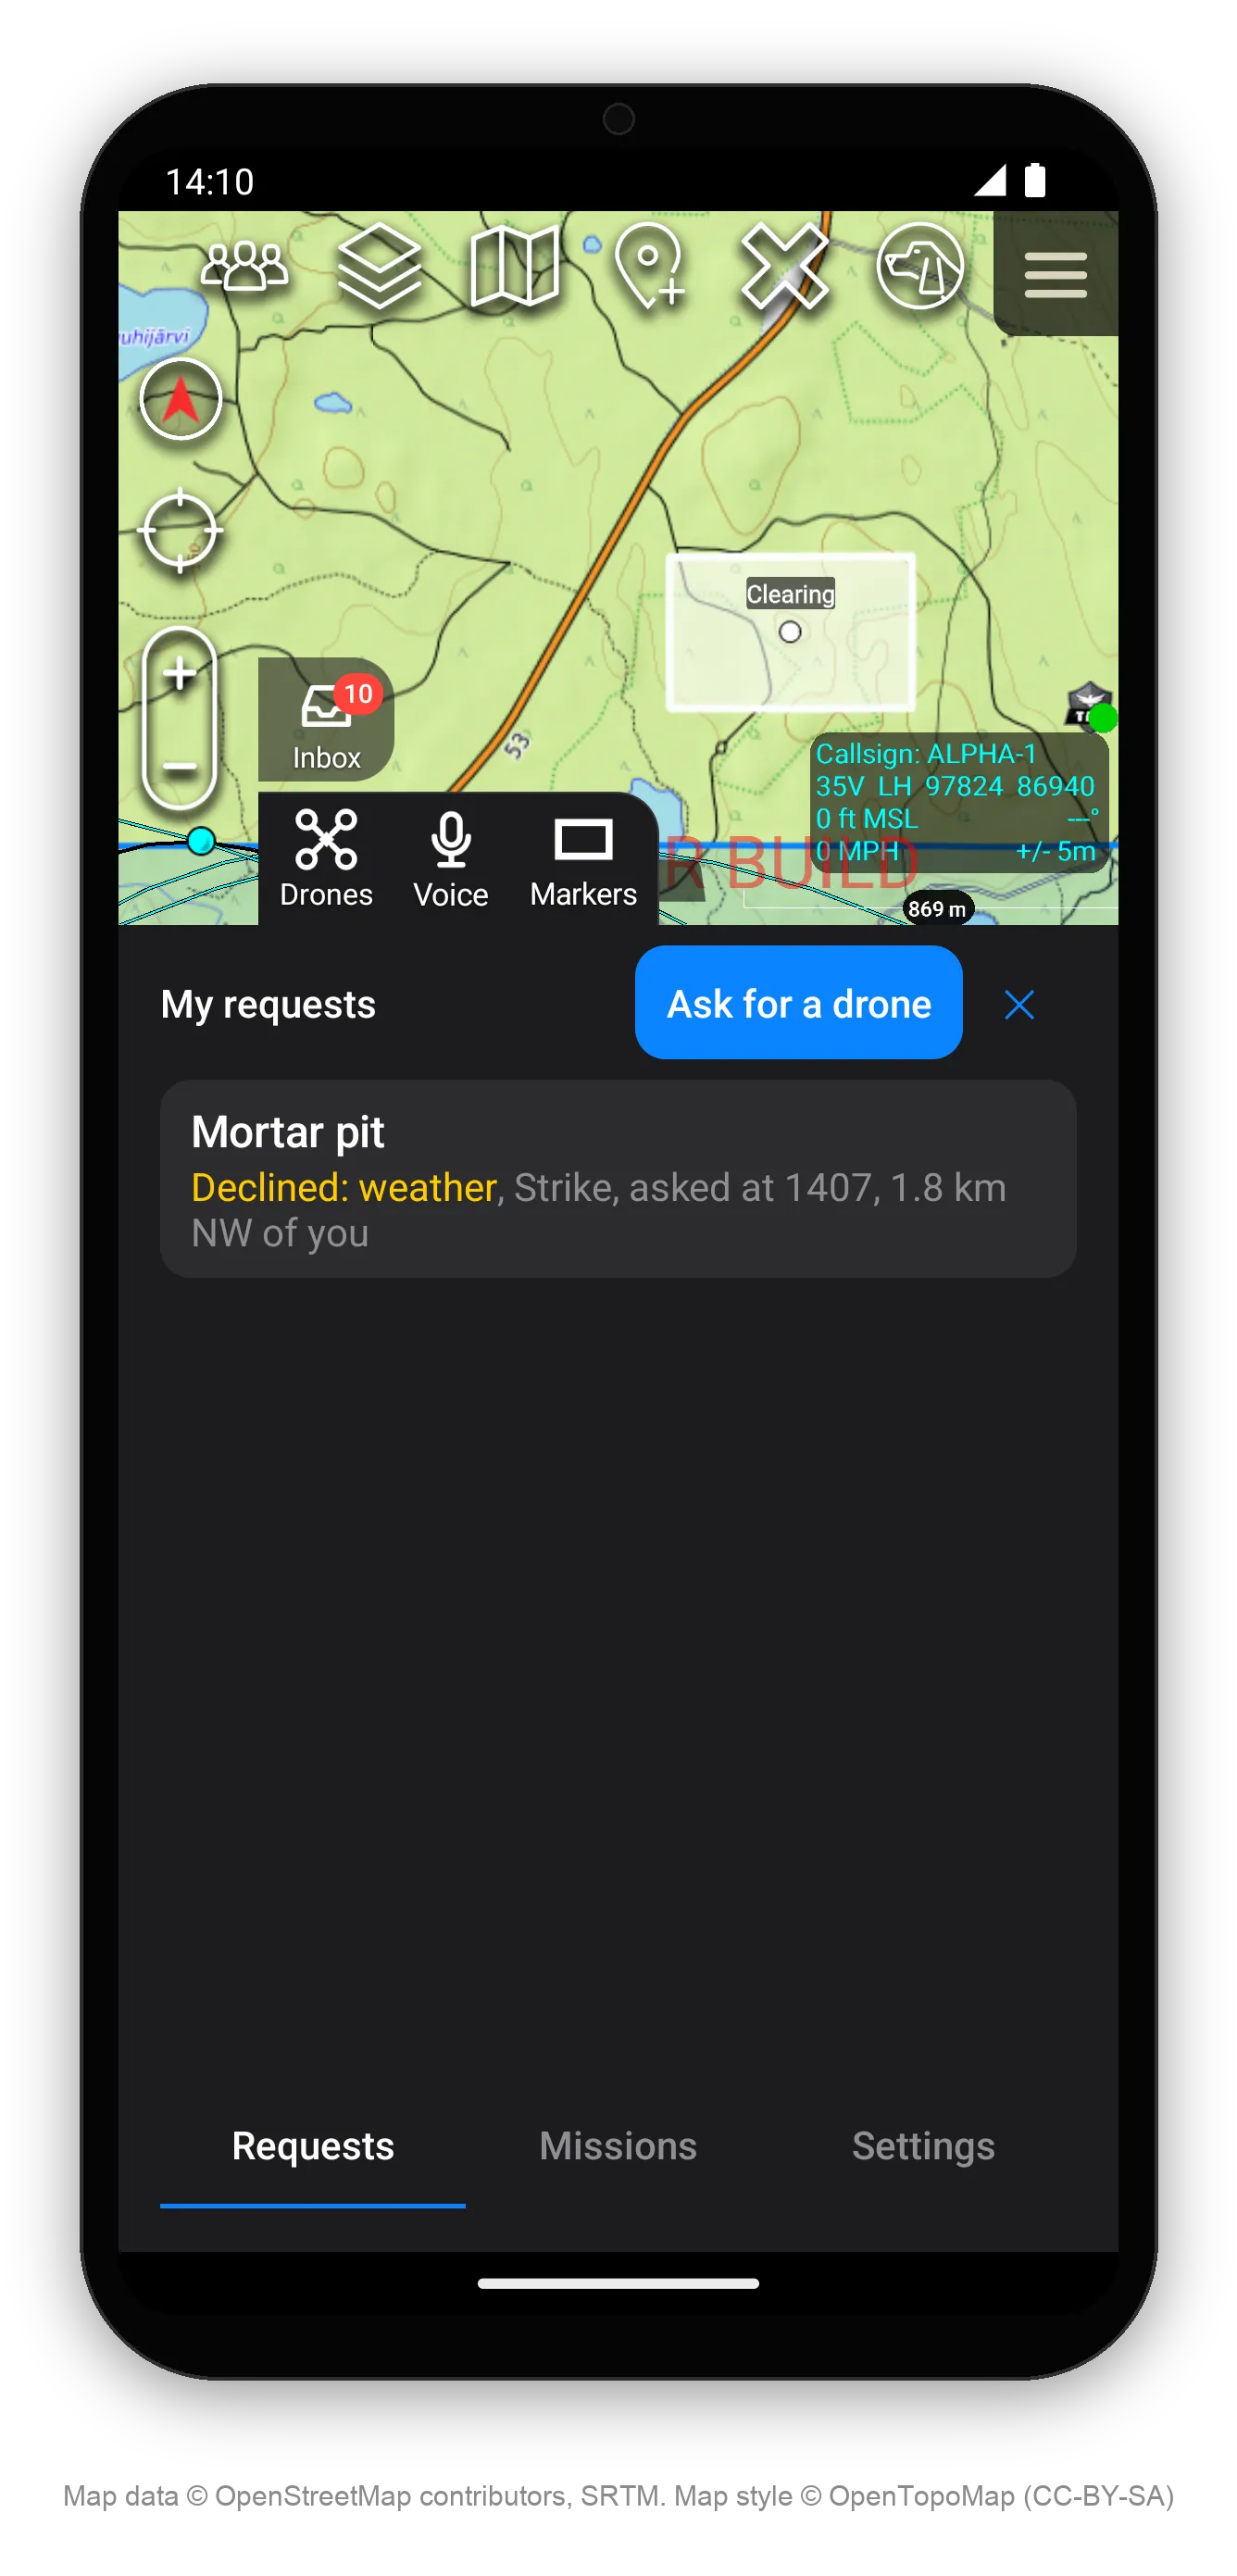 14:10
uhijärvi
Clearing
10
Inbox
53
Callsign: ALPHA-1
35V LH 97824 86940
0 ft MSL ---°
0 MPH +/- 5m
R BUILD
869 m
Drones Voice Markers
My requests
Ask for a drone
Mortar pit
Declined: weather, Strike, asked at 1407, 1.8 km
NW of you
Requests Missions Settings
Map data © OpenStreetMap contributors, SRTM. Map style © OpenTopoMap (CC-BY-SA)